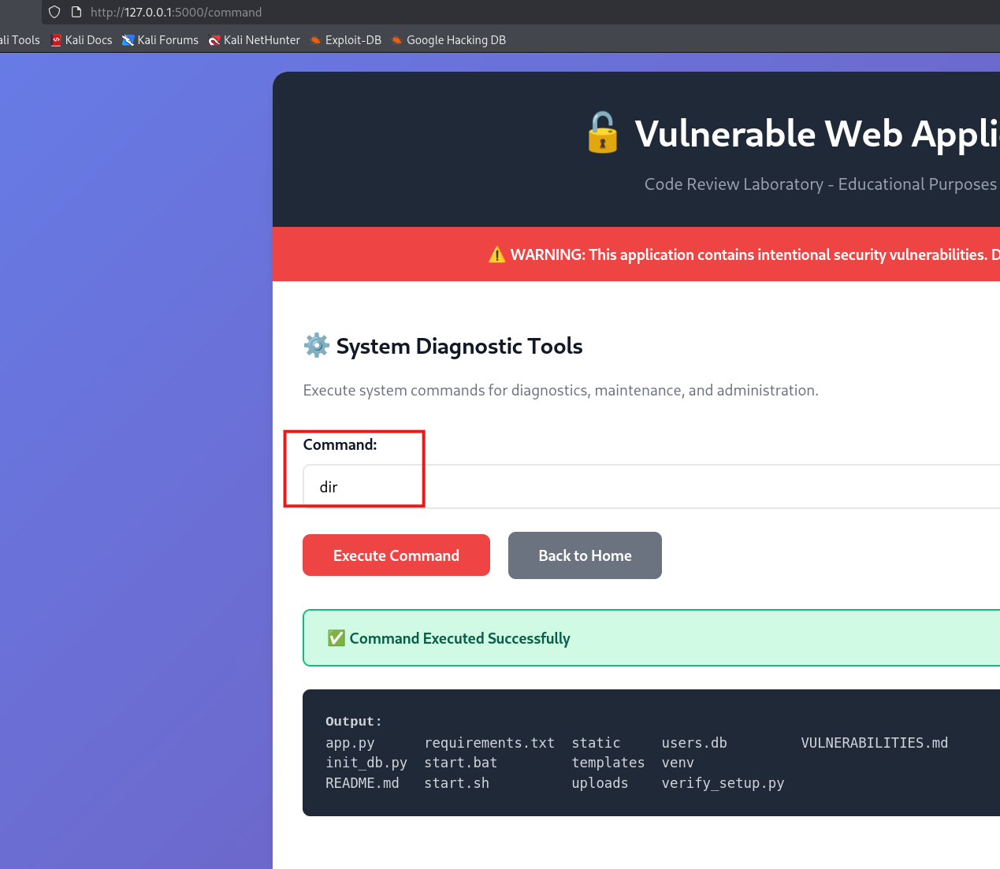 http://127.0.0.1:5000/command
ali Tools Kali Docs Kali Forums Kali NetHunter Exploit-DB Google Hacking DB
Vulnerable Web Appli
Code Review Laboratory - Educational Purposes
WARNING: This application contains intentional security vulnerabilities. D
System Diagnostic Tools
Execute system commands for diagnostics, maintenance, and administration.
Command:
dir
Execute Command Back to Home
Command Executed Successfully
Output:
app.py requirements.txt static users.db VULNERABILITIES.md
init_db.py start.bat templates venv
README.md start.sh uploads verify_setup.py